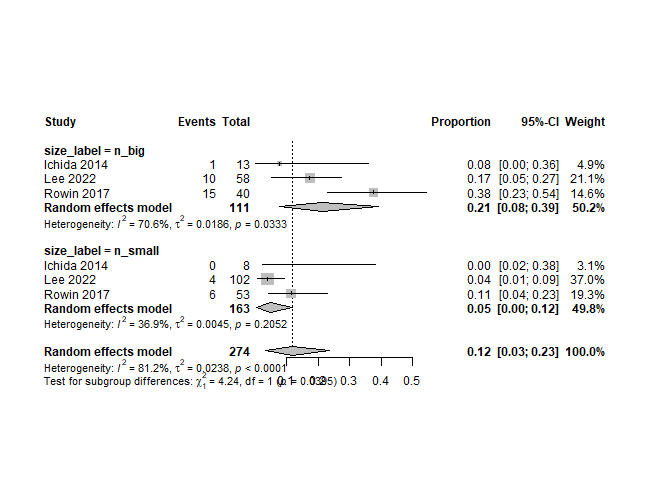 Study Events Total Proportion 95%-CI Weight
size_label = n_big
Ichida 2014 1 13 0.08 [0.00; 0.36] 4.9%
Lee 2022 10 58 0.17 [0.05; 0.27] 21.1%
Rowin 2017 15 40 0.38 [0.23; 0.54] 14.6%
Random effects model 111 0.21 [0.08; 0.39] 50.2%
Heterogeneity: I² = 70.6%, τ² = 0.0186, p = 0.0333
size_label = n_small
Ichida 2014 0 8 0.00 [0.02; 0.38] 3.1%
Lee 2022 4 102 0.04 [0.01; 0.09] 37.0%
Rowin 2017 6 53 0.11 [0.04; 0.23] 19.3%
Random effects model 163 0.05 [0.00; 0.12] 49.8%
Heterogeneity: I² = 36.9%, τ² = 0.0045, p = 0.2052
Random effects model 274 0.12 [0.03; 0.23] 100.0%
Heterogeneity: I² = 81.2%, τ² = 0.0238, p < 0.0001
Test for subgroup differences: χ²₁ = 4.24, df = 1 (p = 0.0395)
0.1 0.2 0.3 0.4 0.5